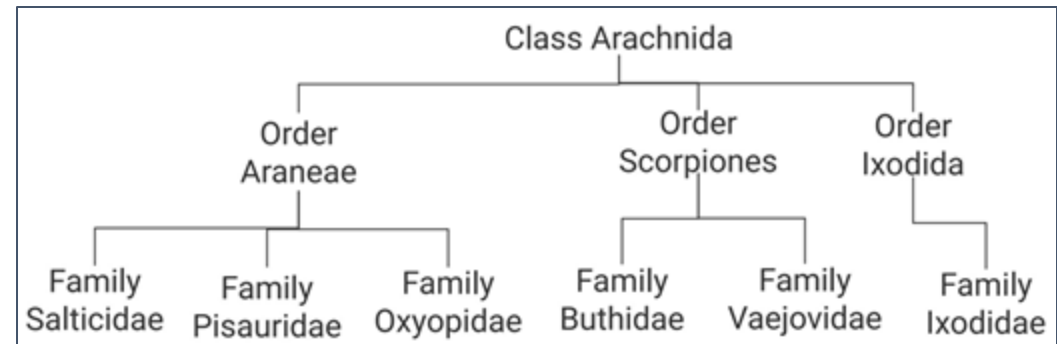 Class Arachnida
Order
Araneae
Order
Scorpiones
Order
Ixodida
Family
Salticidae
Family
Pisauridae
Family
Oxyopidae
Family
Buthidae
Family
Vaejovidae
Family
Ixodidae